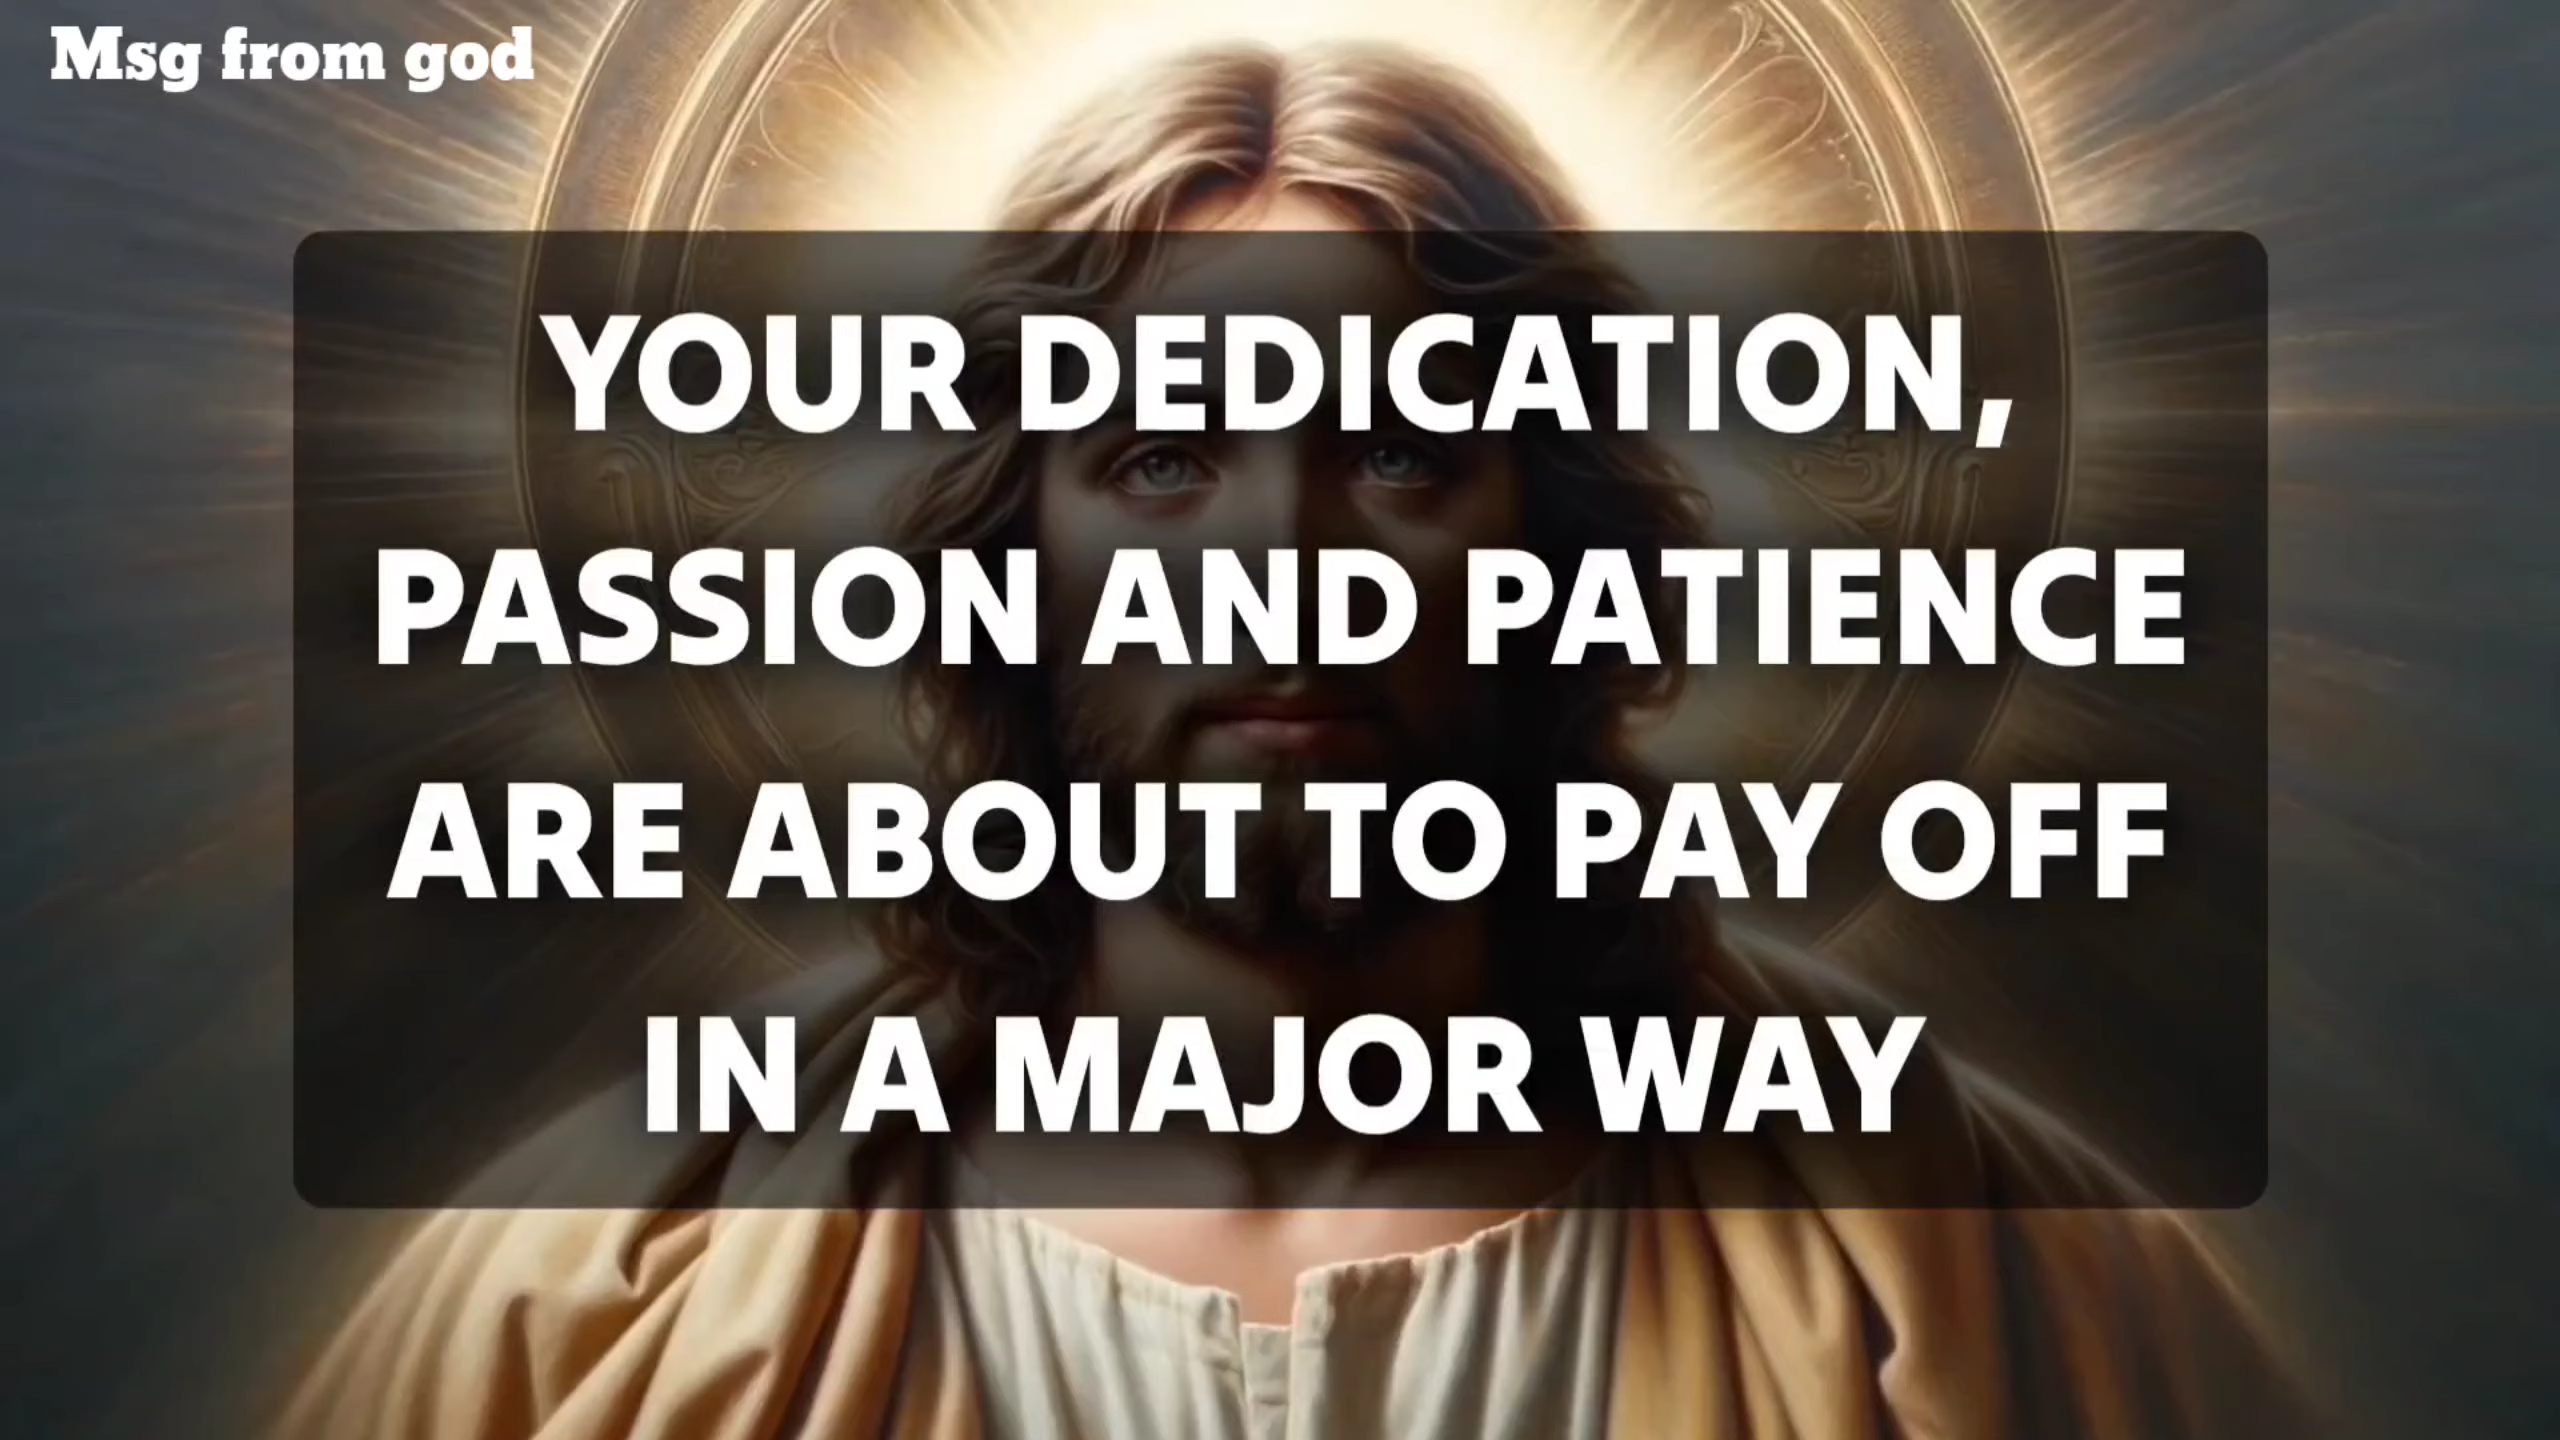 Msg from god
YOUR DEDICATION,
PASSION AND PATIENCE
ARE ABOUT TO PAY OFF
IN A MAJOR WAY